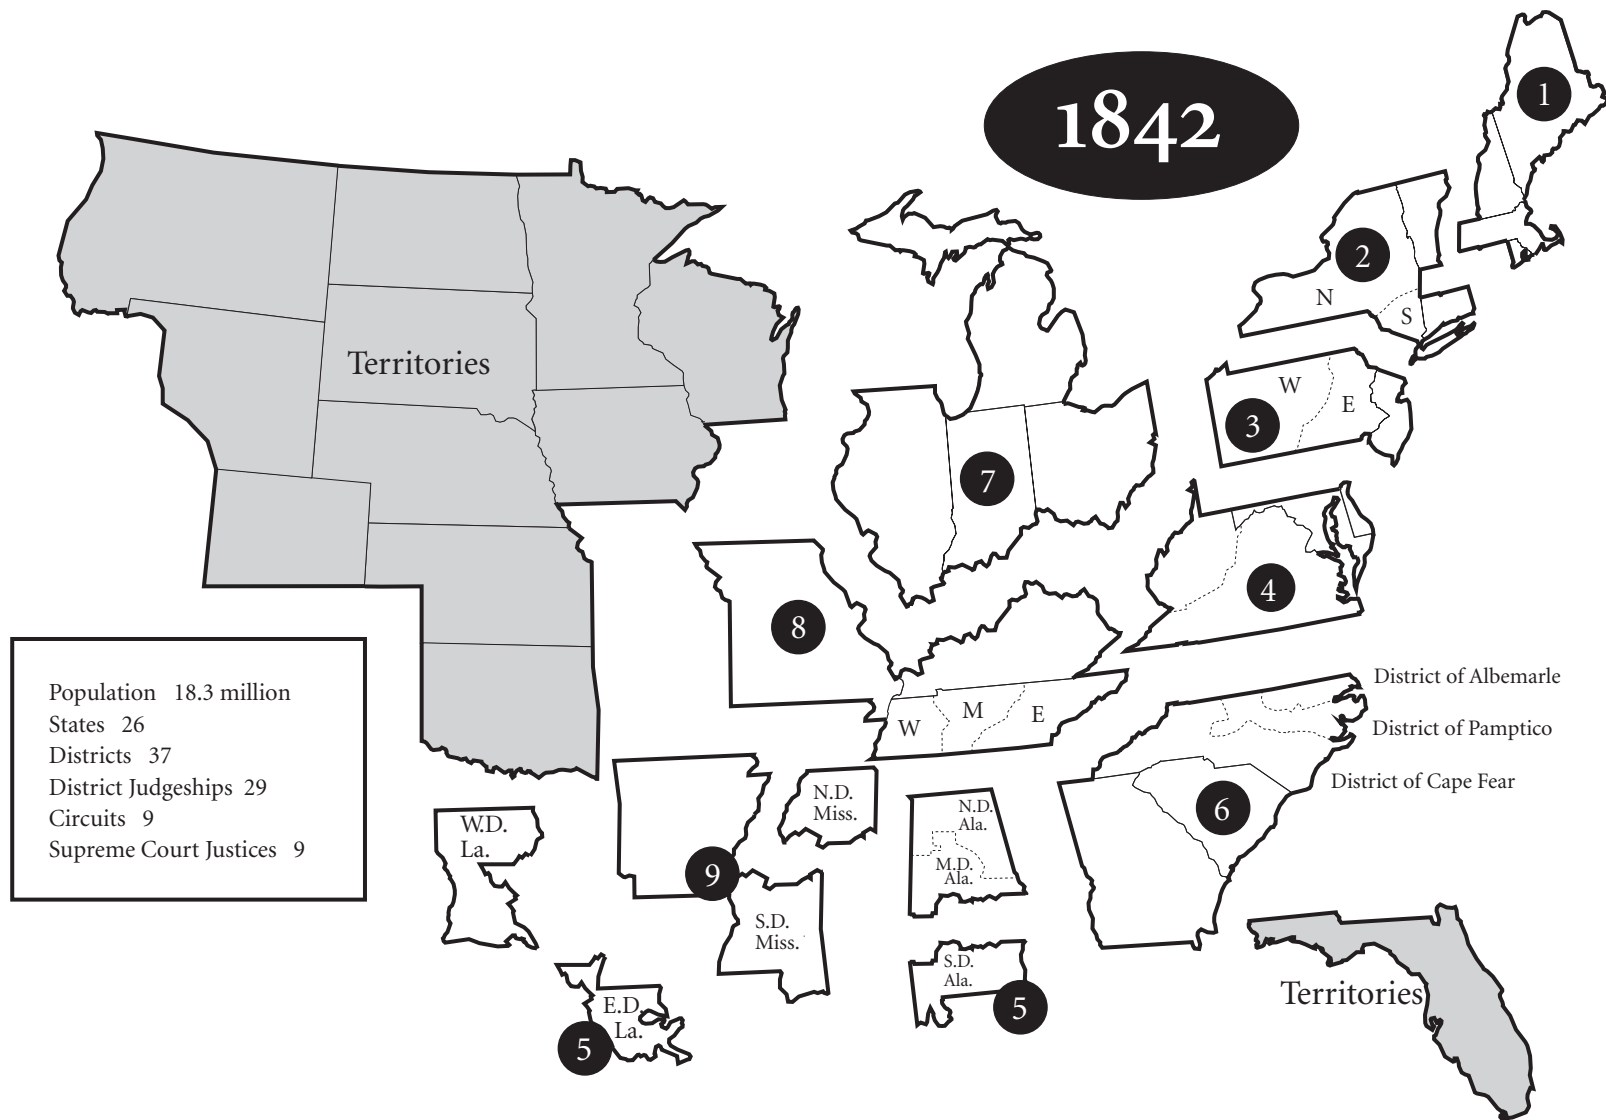 1842
1
2
N
S
Territories
W
E
3
7
4
8
Population 18.3 million
States 26
Districts 37
District Judgeships 29
Circuits 9
Supreme Court Justices 9
W
M
E
District of Albemarle
District of Pamptico
District of Cape Fear
6
N.D.
Miss.
N.D.
Ala.
M.D.
Ala.
W.D.
La.
9
S.D.
Miss.
S.D.
Ala.
5
E.D.
La.
5
Territories